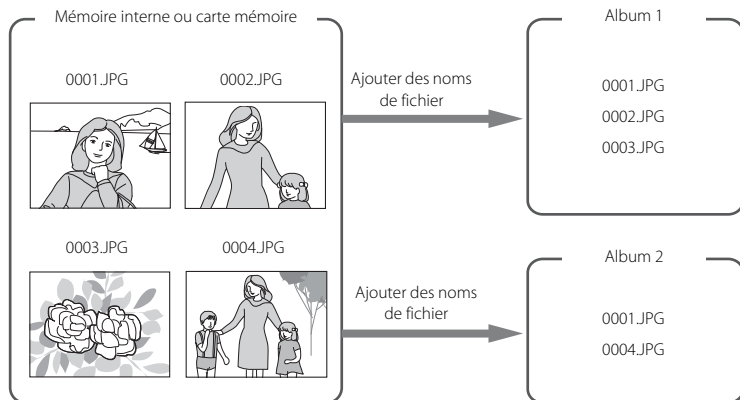 Mémoire interne ou carte mémoire
0001.JPG
0002.JPG
0003.JPG
0004.JPG
Ajouter des noms
de fichier
Album 1
0001.JPG
0002.JPG
0003.JPG
Ajouter des noms
de fichier
Album 2
0001.JPG
0004.JPG